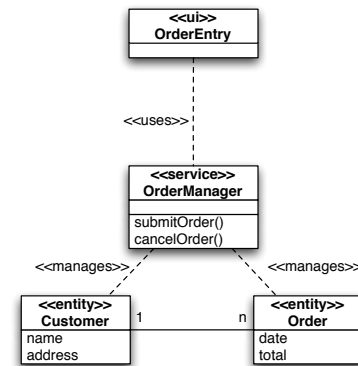 <<ui>>
OrderEntry
<<uses>>
<<service>>
OrderManager
submitOrder()
cancelOrder()
<<manages>>
<<manages>>
<<entity>>
Customer
name
address
1
n
<<entity>>
Order
date
total